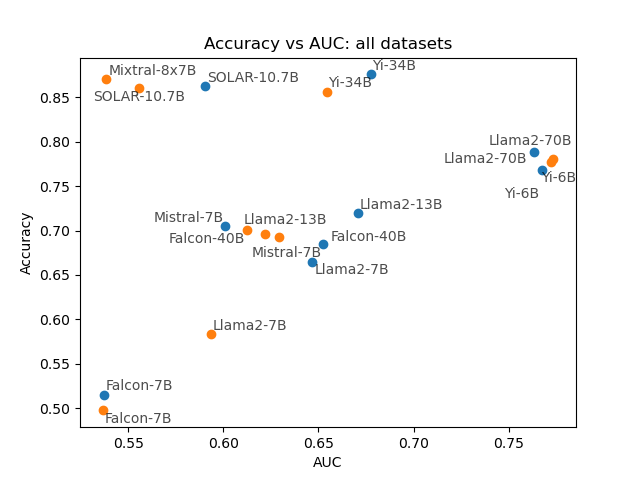 Accuracy vs AUC: all datasets
Yi-34B
Mixtral-8x7B
SOLAR-10.7B
Yi-34B
SOLAR-10.7B
0.85
Llama2-70B
0.80
Llama2-70B
Yi-6B
Yi-6B
0.75
Llama2-13B
Mistral-7B
Llama2-13B
0.70
Falcon-40B
Falcon-40B
Mistral-7B
Llama2-7B
0.65
Accuracy
0.60
Llama2-7B
0.55
Falcon-7B
0.50
Falcon-7B
0.55 0.60 0.65 0.70 0.75
AUC